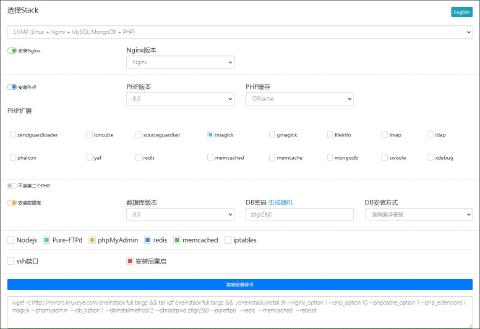 选择Stack
English
LNMP (Linux + Nginx + MySQL/MongoDB + PHP)
安装Nginx
Nginx版本
Nginx
安装PHP
PHP版本
PHP缓存
8.0
OPcache
PHP扩展
zendguardloader
ioncube
sourceguardian
imagick
gmagick
fileinfo
imap
ldap
phalcon
yaf
redis
memcached
memcache
mongodb
swoole
xdebug
不装第二个PHP
安装数据库
数据库版本
DB密码 生成随机
DB安装方式
8.0
源码编译安装
Nodejs
Pure-FTPd
phpMyAdmin
redis
memcached
iptables
ssh端口
安装后重启
复制安装命令
wget -c http://mirrors.linuxeye.com/oneinstack-full.tar.gz && tar xzf oneinstack-full.tar.gz && ./oneinstack/install.sh --nginx_option 1 --php_option 10 --phpcache_option 1 --php_extensions i
magick --phpmyadmin --db_option 1 --dbinstallmethod 2 --dbrootpwd
--pureftpd --redis --memcached --reboot